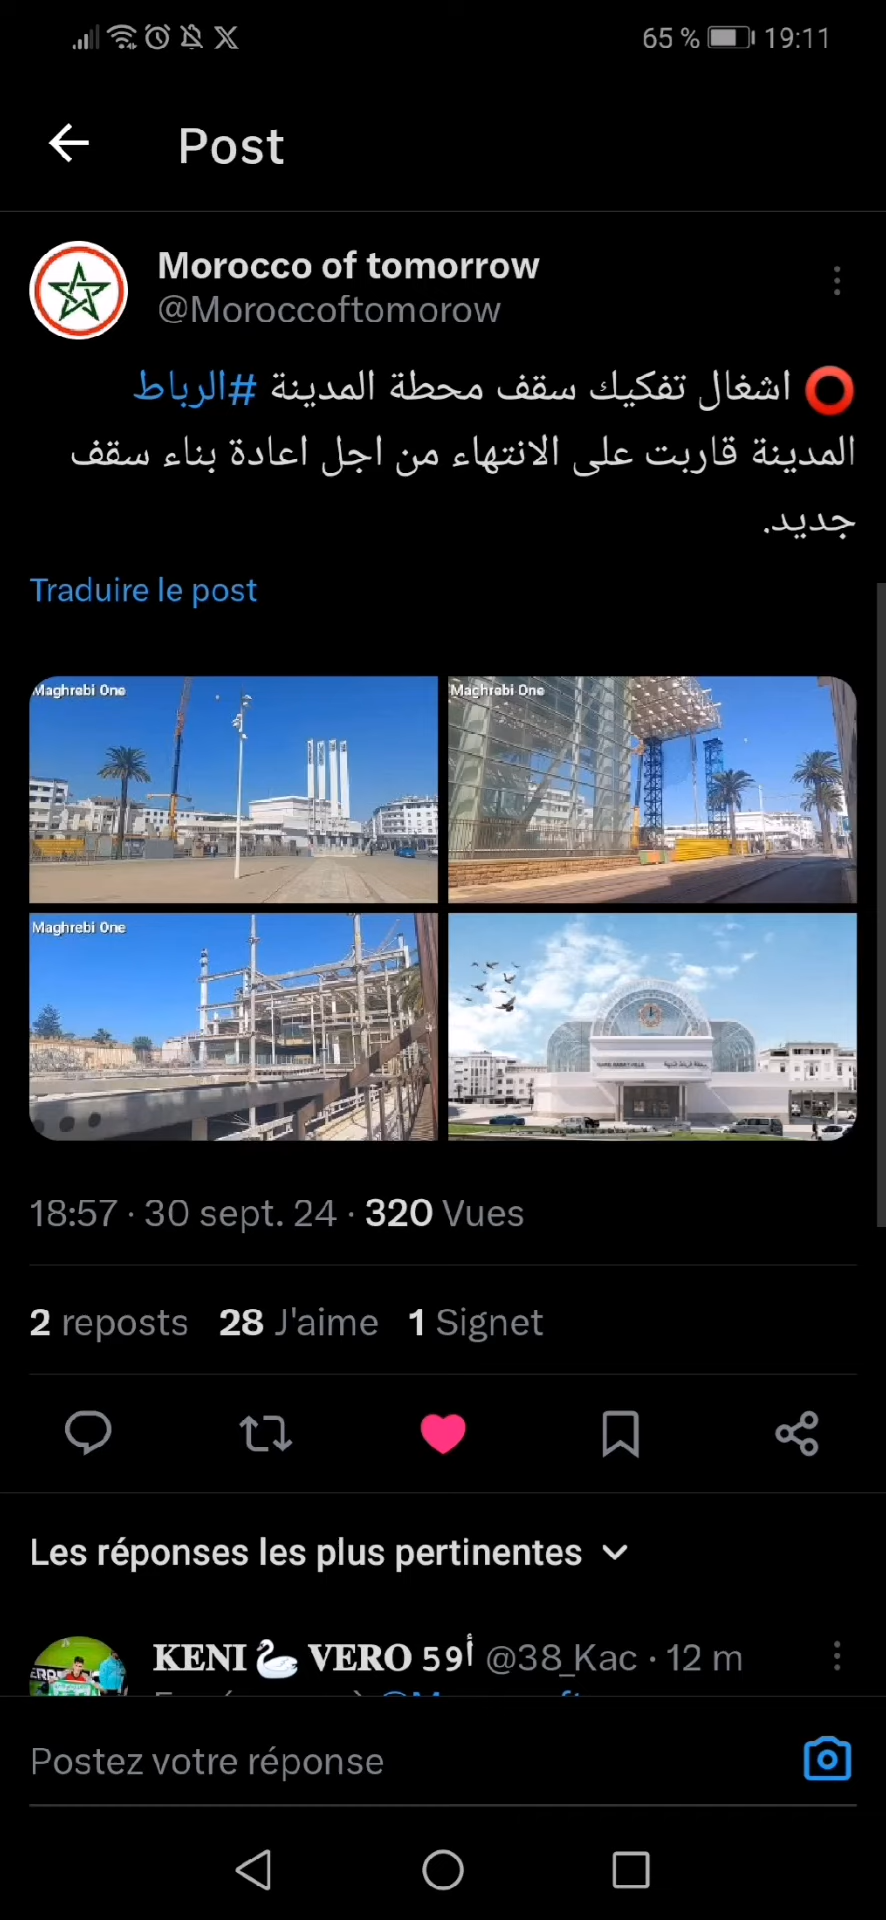 65 % 19:11
Post
Morocco of tomorrow
@Moroccoftomorow
⭕ اشغال تفكيك سقف محطة المدينة #الرباط
المدينة قاربت على الانتهاء من اجل اعادة بناء سقف
جديد.
Traduire le post
Maghrebi One
Maghrebi One
Maghrebi One
18:57 · 30 sept. 24 · 320 Vues
2 reposts 28 J'aime 1 Signet
Les réponses les plus pertinentes
KENI 🦢 VERO 59أ @38_Kac · 12 m
Postez votre réponse